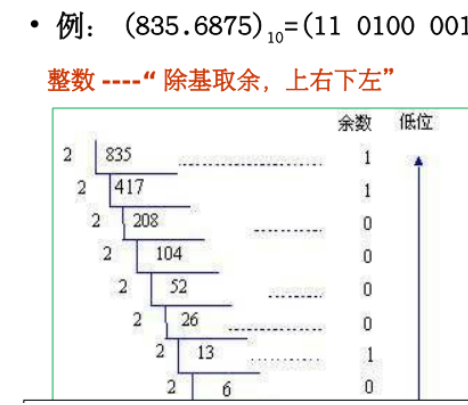 • 例： (835.6875)₁₀=(11 0100 001
整数 ----“ 除基取余，上右下左”
余数 低位
2 835 ........................ 1
2 417 1
2 208 ............ 0
2 104 0
2 52 .......... 0
2 26 ................ 0
2 13 ............ 1
2 6 0